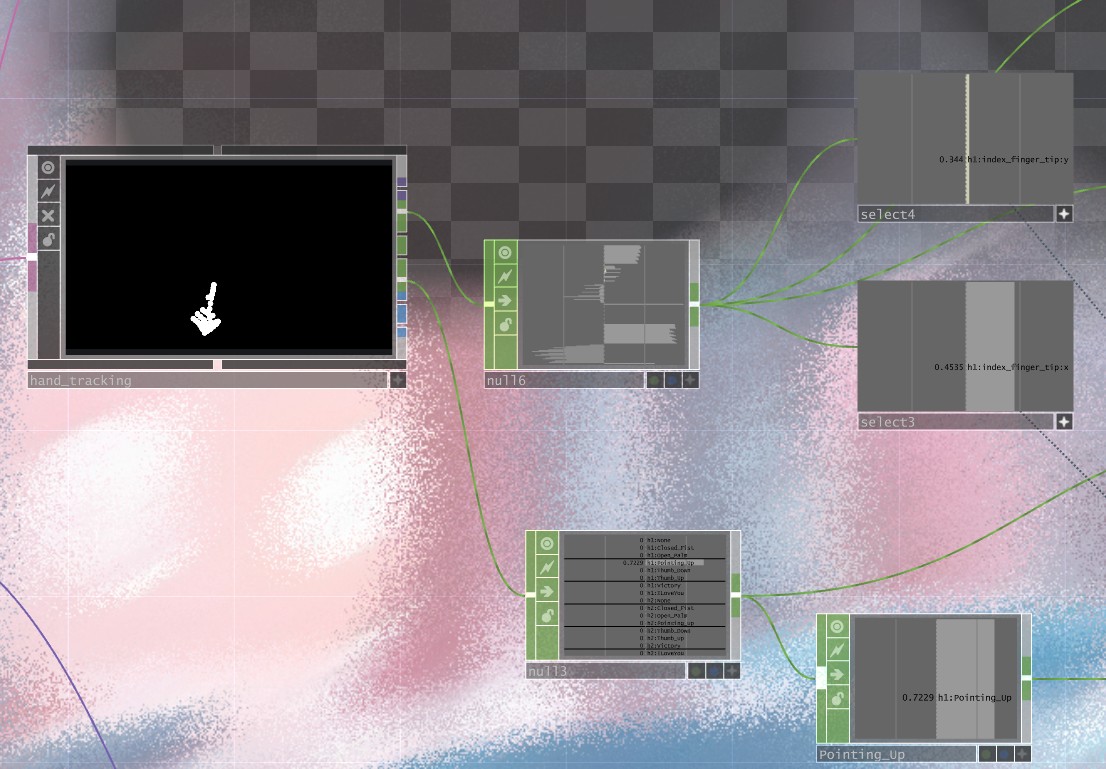 0.344 h1:index_finger_tip:y
select4
hand_tracking
null6
0.4535 h1:index_finger_tip:x
select3
0 h1:None
0 h1:Closed_Fist
0 h1:Open_Palm
0.7229 h1:Pointing_Up
0 h1:Thumb_Down
0 h1:Thumb_Up
0 h1:Victory
0 h1:ILoveYou
0 h2:None
0 h2:Closed_Fist
0 h2:Open_Palm
0 h2:Pointing_Up
0 h2:Thumb_Down
0 h2:Thumb_Up
0 h2:Victory
0 h2:ILoveYou
null3
0.7229 h1:Pointing_Up
Pointing_Up